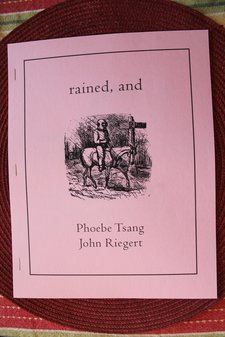 rained, and
Phoebe Tsang
John Riegert